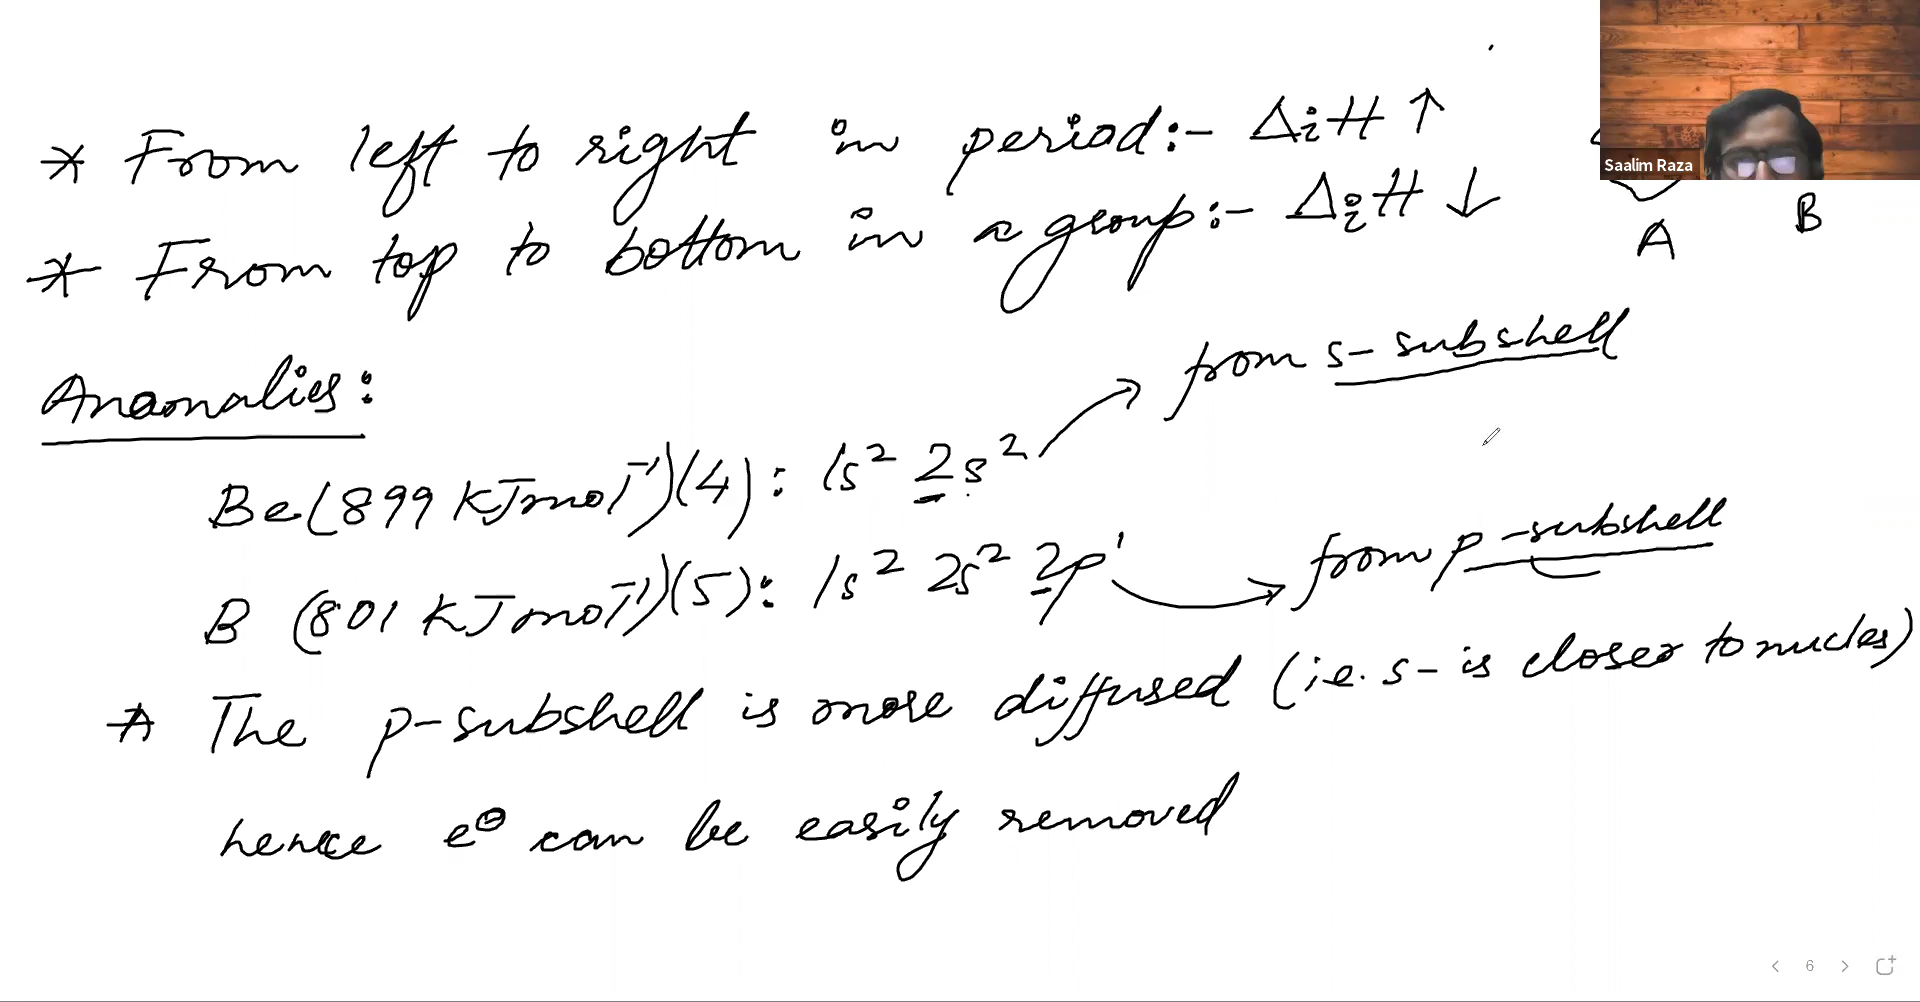 * From left to right in period:- ΔiH ↑
Saalim Raza
* From top to bottom in a group:- ΔiH ↓
A B
Anomalies:
from s-subshell
Be(899 KJmol⁻¹)(4): 1s² 2s²
from p-subshell
B (801 KJmol⁻¹)(5): 1s² 2s² 2p¹
* The p-subshell is more diffused (i.e. s- is closer to nucles)
hence e⊖ can be easily removed
6